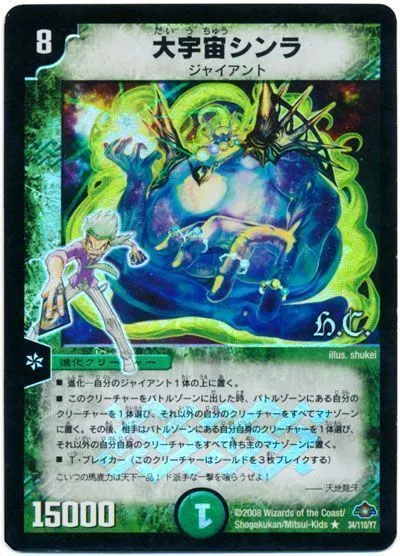 8
だいうちゅう
大宇宙シンラ
ジャイアント
H.C.
illus. shukei
進化クリーチャー
■ 進化―自分のジャイアント1体の上に置く。
■ このクリーチャーをバトルゾーンに出した時、バトルゾーンにある自分の
クリーチャーを1体選び、それ以外の自分のクリーチャーをすべてマナゾー
ンに置く。その後、相手はバトルゾーンにある自分自身のクリーチャーを1体選び、
それ以外の自分自身のクリーチャーをすべて持ち主のマナゾーンに置く。
■ T・ブレイカー(このクリーチャーはシールドを3枚ブレイクする)
こいつの馬鹿力は天下一品!ド派手な一撃を喰らうぜよ!
―― 天地龍牙
15000
T
©2008 Wizards of the Coast/
Shogakukan/Mitsui-Kids ★ 34/110/Y7